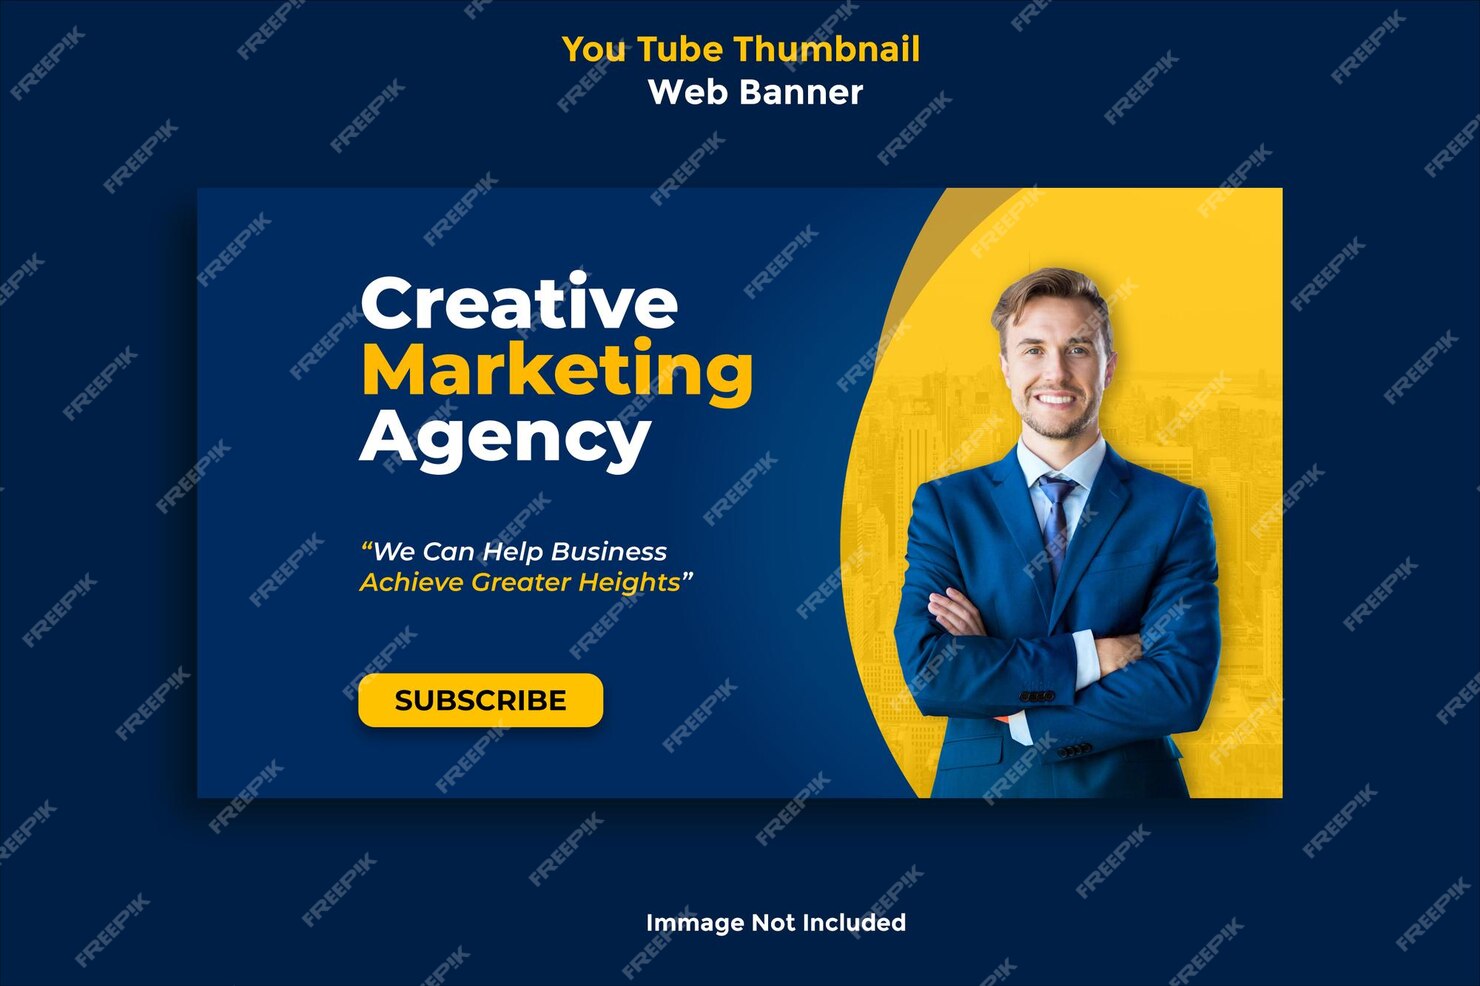 You Tube Thumbnail
Web Banner
Creative
Marketing
Agency
“We Can Help Business
Achieve Greater Heights”
SUBSCRIBE
Immage Not Included
FREEPIK